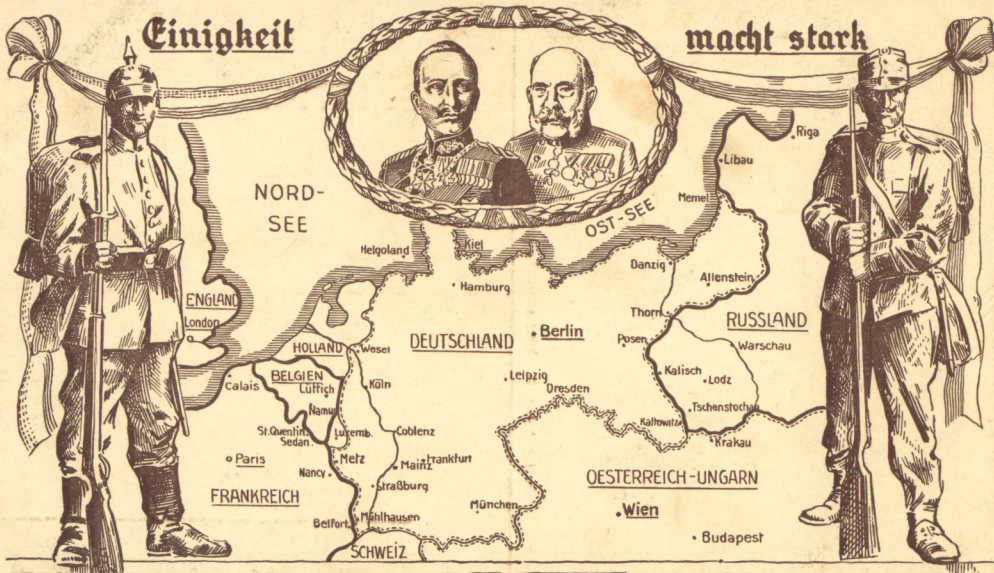 Einigkeit
macht stark
NORD-
SEE
OST-SEE
Riga
Libau
Memel
Helgoland
Kiel
Danzig
Allenstein
Hamburg
ENGLAND
London
Thorn
RUSSLAND
HOLLAND
Wesel
DEUTSCHLAND
Berlin
Posen
Warschau
Calais
BELGIEN
Lüttich
Köln
Leipzig
Dresden
Kalisch
Lodz
Namur
Tschenstochau
St.Quentin
Sedan
Luxemb.
Coblenz
Kattowitz
Krakau
Paris
Metz
Nancy
Mainz
Frankfurt
Straßburg
FRANKREICH
OESTERREICH-UNGARN
München
Wien
Belfort
Mühlhausen
SCHWEIZ
Budapest